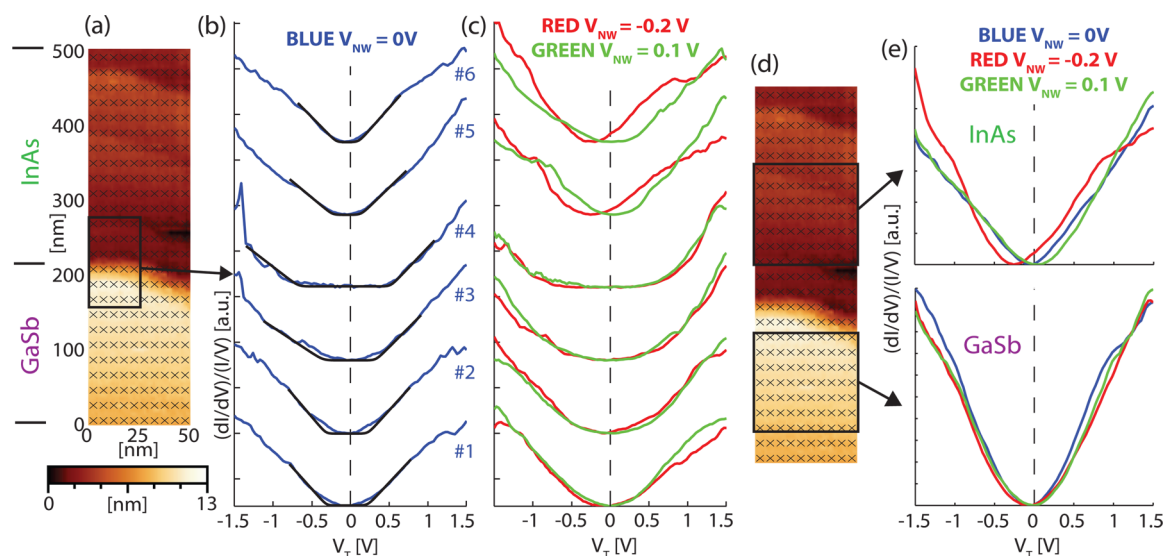 (a)
(b)
BLUE V_NW = 0V
(c)
RED V_NW = -0.2 V
GREEN V_NW = 0.1 V
(d)
(e)
BLUE V_NW = 0V
RED V_NW = -0.2 V
GREEN V_NW = 0.1 V
InAs
GaSb
500
400
300
[nm]
200
100
0
0 25 50
[nm]
0 [nm] 13
#6
#5
#4
#3
#2
#1
(dI/dV)/(I/V) [a.u.]
-1.5 -1 -0.5 0 0.5 1 1.5
V_T [V]
(dI/dV)/(I/V) [a.u.]
-1 -0.5 0 0.5 1 1.5
V_T [V]
InAs
(dI/dV)/(I/V) [a.u.]
GaSb
(dI/dV)/(I/V) [a.u.]
-1.5 -1 -0.5 0 0.5 1 1.5
V_T [V]